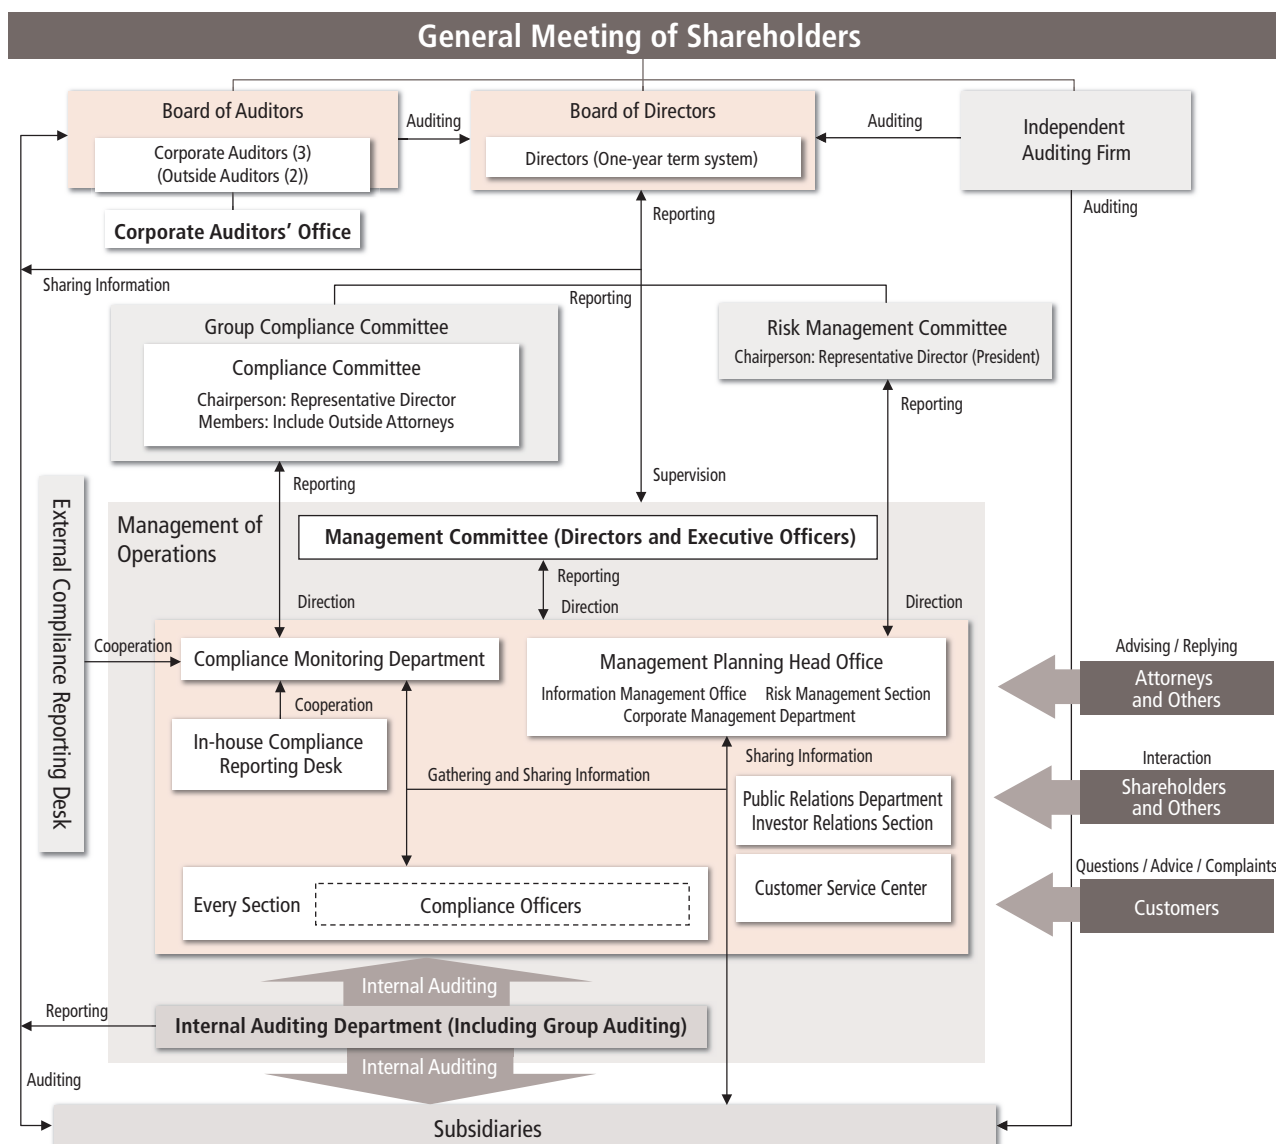 General Meeting of Shareholders
Board of Auditors
Corporate Auditors (3)
(Outside Auditors (2))
Corporate Auditors’ Office
Auditing
Board of Directors
Directors (One-year term system)
Auditing
Independent
Auditing Firm
Reporting
Auditing
Sharing Information
Reporting
Group Compliance Committee
Compliance Committee
Chairperson: Representative Director
Members: Include Outside Attorneys
Risk Management Committee
Chairperson: Representative Director (President)
Reporting
Reporting
Supervision
External Compliance Reporting Desk
Management of
Operations
Management Committee (Directors and Executive Officers)
Reporting
Direction
Direction
Direction
Cooperation
Compliance Monitoring Department
Cooperation
In-house Compliance
Reporting Desk
Management Planning Head Office
Information Management Office Risk Management Section
Corporate Management Department
Sharing Information
Gathering and Sharing Information
Public Relations Department
Investor Relations Section
Customer Service Center
Every Section
Compliance Officers
Advising / Replying
Attorneys
and Others
Interaction
Shareholders
and Others
Questions / Advice / Complaints
Customers
Internal Auditing
Reporting
Internal Auditing Department (Including Group Auditing)
Internal Auditing
Auditing
Subsidiaries